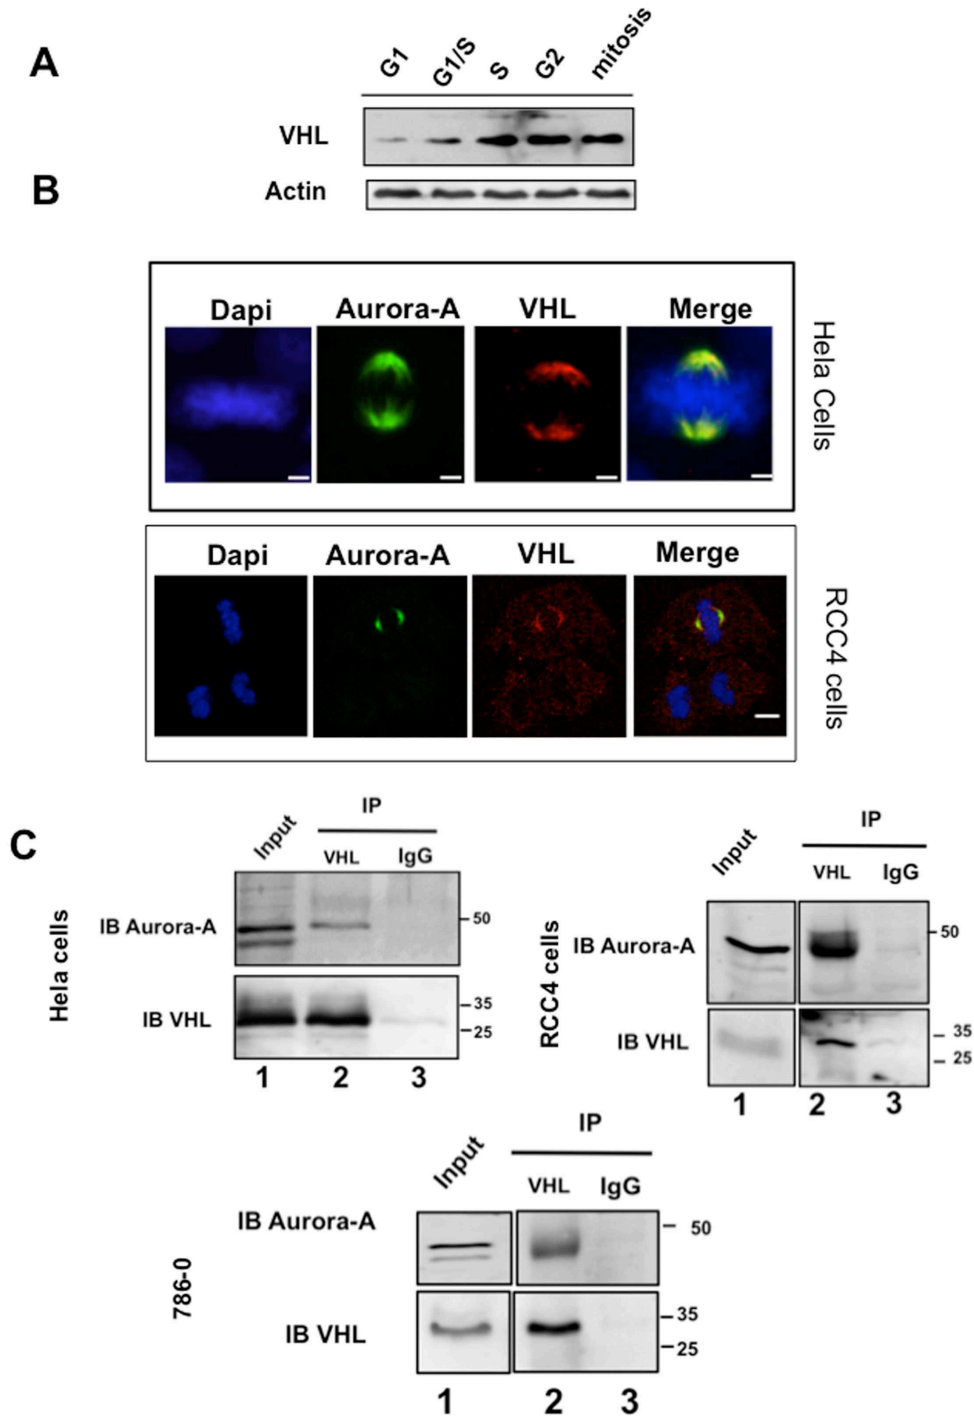 A
G1 G1/S S G2 mitosis
VHL
B
Actin
Dapi Aurora-A VHL Merge
Hela Cells
Dapi Aurora-A VHL Merge
RCC4 cells
C
Input IP
VHL IgG
Hela cells
IB Aurora-A
50
IB VHL
35
25
1 2 3
Input IP
VHL IgG
RCC4 cells
IB Aurora-A
50
IB VHL
35
25
1 2 3
Input IP
VHL IgG
IB Aurora-A
50
786-0
IB VHL
35
25
1 2 3